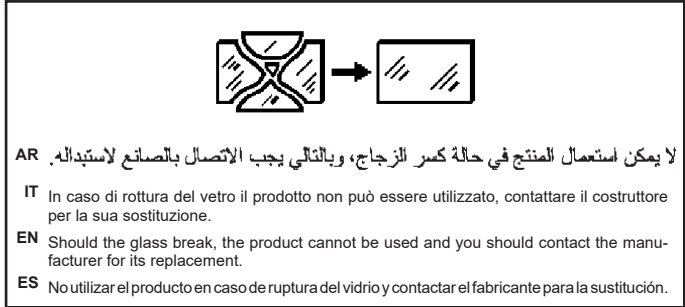 AR لا يمكن استعمال المنتج في حالة كسر الزجاج، وبالتالي يجب الاتصال بالصانع لاستبداله.
IT In caso di rottura del vetro il prodotto non può essere utilizzato, contattare il costruttore
per la sua sostituzione.
EN Should the glass break, the product cannot be used and you should contact the manu-
facturer for its replacement.
ES No utilizar el producto en caso de ruptura del vidrio y contactar el fabricante para la sustitución.